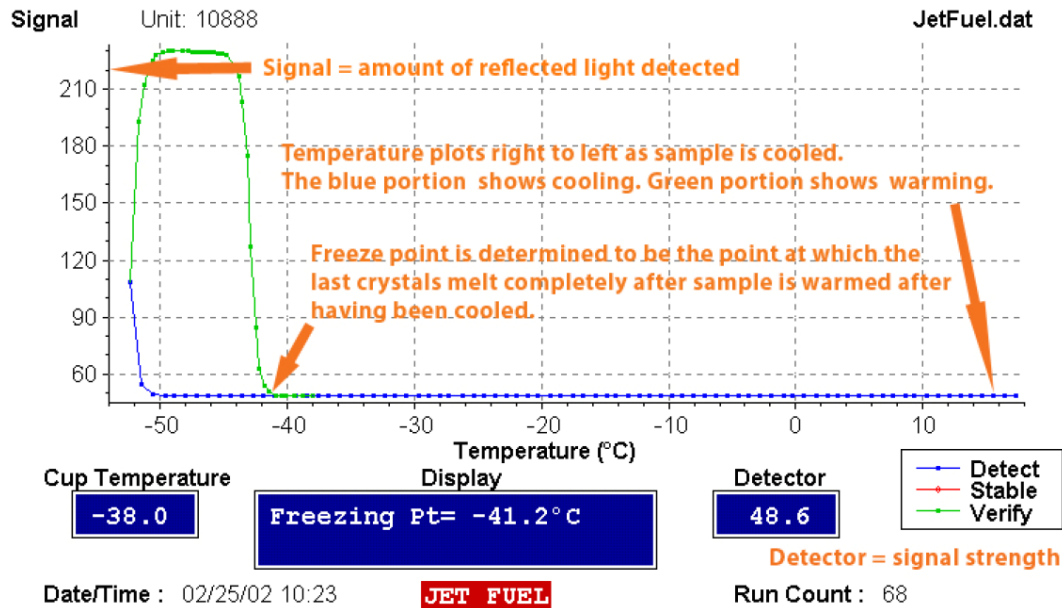 Signal Unit: 10888 JetFuel.dat
Signal = amount of reflected light detected
210
180
Temperature plots right to left as sample is cooled.
The blue portion shows cooling. Green portion shows warming.
150
120
Freeze point is determined to be the point at which the
last crystals melt completely after sample is warmed after
having been cooled.
90
60
-50 -40 -30 -20 -10 0 10
Temperature (°C)
Cup Temperature Display Detector
-38.0 Freezing Pt= -41.2°C 48.6
Detect
Stable
Verify
Detector = signal strength
Date/Time : 02/25/02 10:23 JET FUEL Run Count : 68